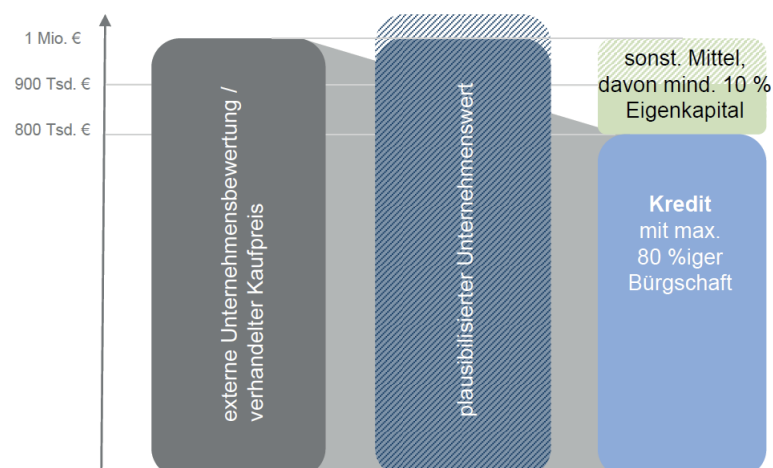 1 Mio. €
900 Tsd. €
800 Tsd. €
externe Unternehmensbewertung /
verhandelter Kaufpreis
plausibilisierter Unternehmenswert
sonst. Mittel,
davon mind. 10 %
Eigenkapital
Kredit
mit max.
80 %iger
Bürgschaft